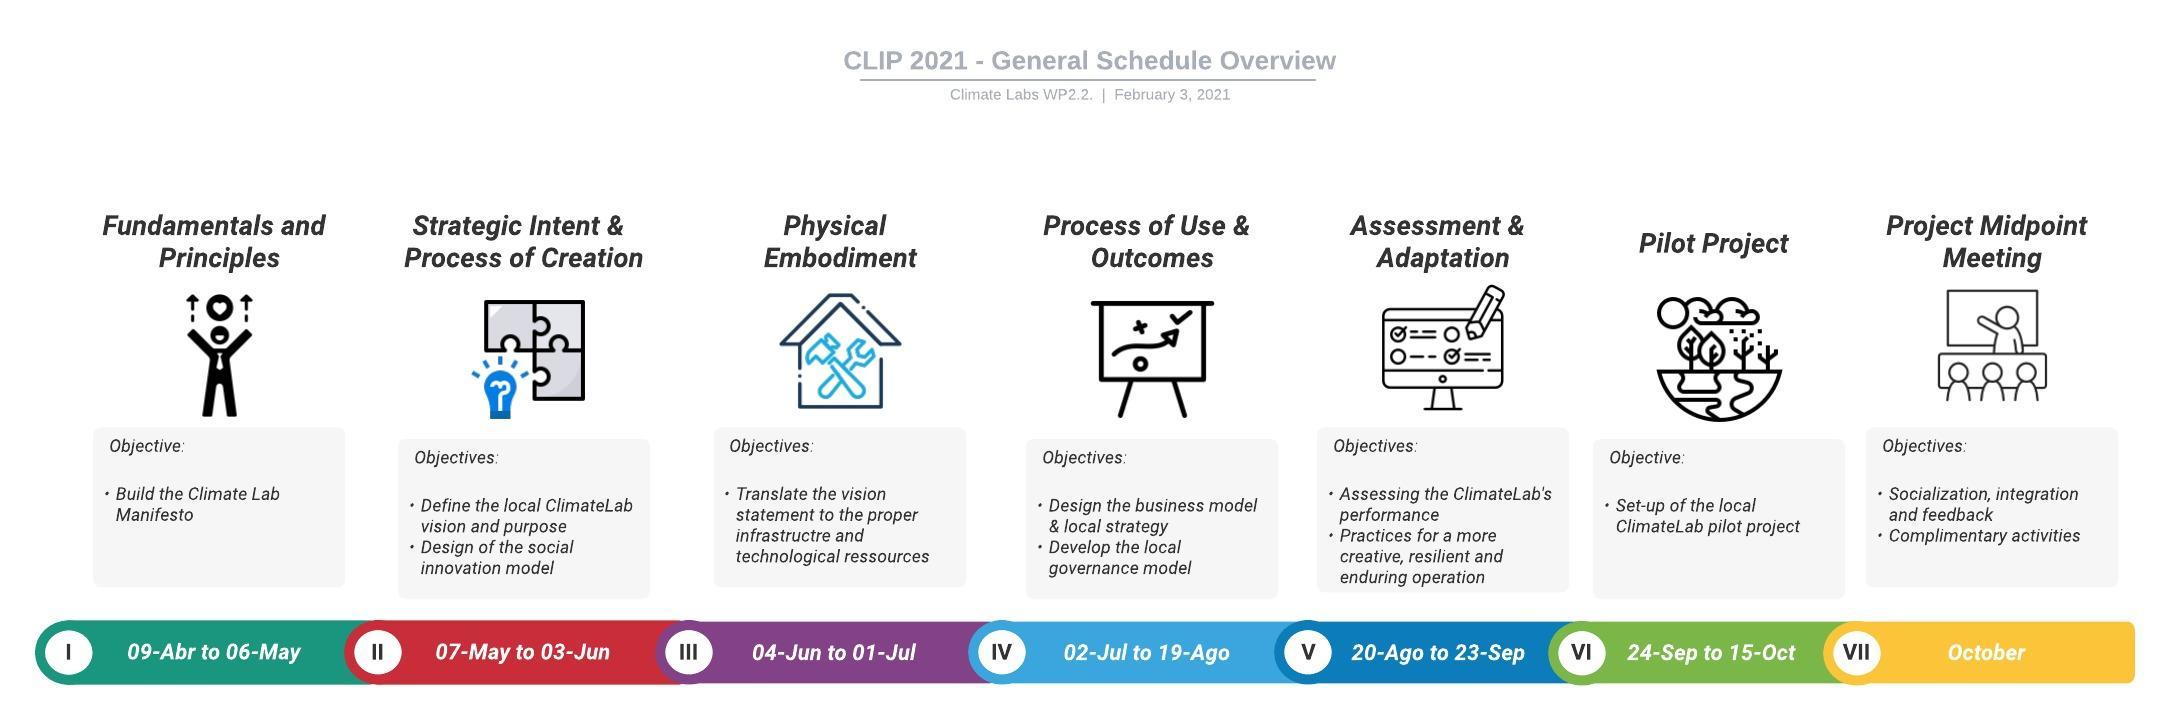 CLIP 2021 - General Schedule Overview
Climate Labs WP2.2. | February 3, 2021
Fundamentals and
Principles
Objective:
• Build the Climate Lab
Manifesto
Strategic Intent &
Process of Creation
Objectives:
• Define the local ClimateLab
vision and purpose
• Design of the social
innovation model
Physical
Embodiment
Objectives:
• Translate the vision
statement to the proper
infrastructre and
technological ressources
Process of Use &
Outcomes
Objectives:
• Design the business model
& local strategy
• Develop the local
governance model
Assessment &
Adaptation
Objectives:
• Assessing the ClimateLab's
performance
• Practices for a more
creative, resilient and
enduring operation
Pilot Project
Objective:
• Set-up of the local
ClimateLab pilot project
Project Midpoint
Meeting
Objectives:
• Socialization, integration
and feedback
• Complimentary activities
I 09-Abr to 06-May
II 07-May to 03-Jun
III 04-Jun to 01-Jul
IV 02-Jul to 19-Ago
V 20-Ago to 23-Sep
VI 24-Sep to 15-Oct
VII October